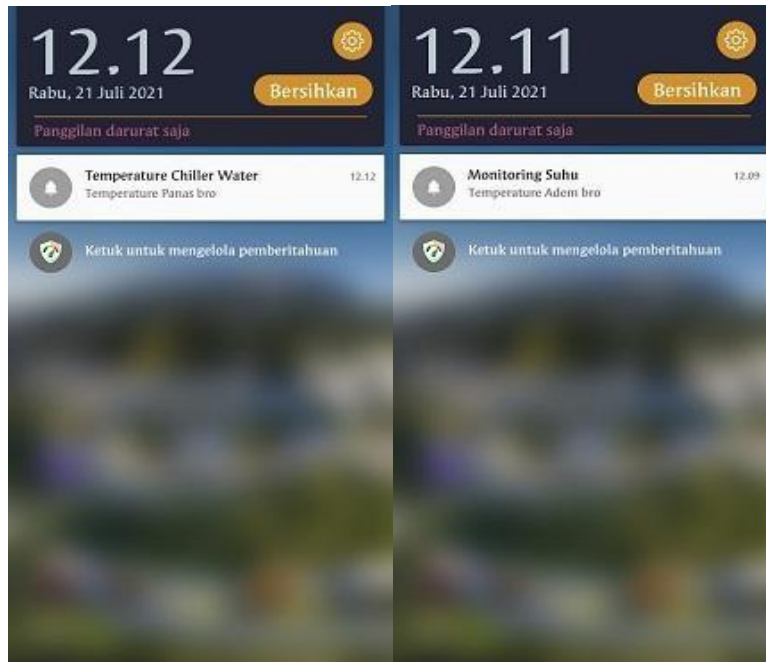 12.12
Rabu, 21 Juli 2021
Bersihkan
Panggilan darurat saja
Temperature Chiller Water 12.12
Temperature Panas bro
Ketuk untuk mengelola pemberitahuan
12.11
Rabu, 21 Juli 2021
Bersihkan
Panggilan darurat saja
Monitoring Suhu 12.09
Temperature Adem bro
Ketuk untuk mengelola pemberitahuan